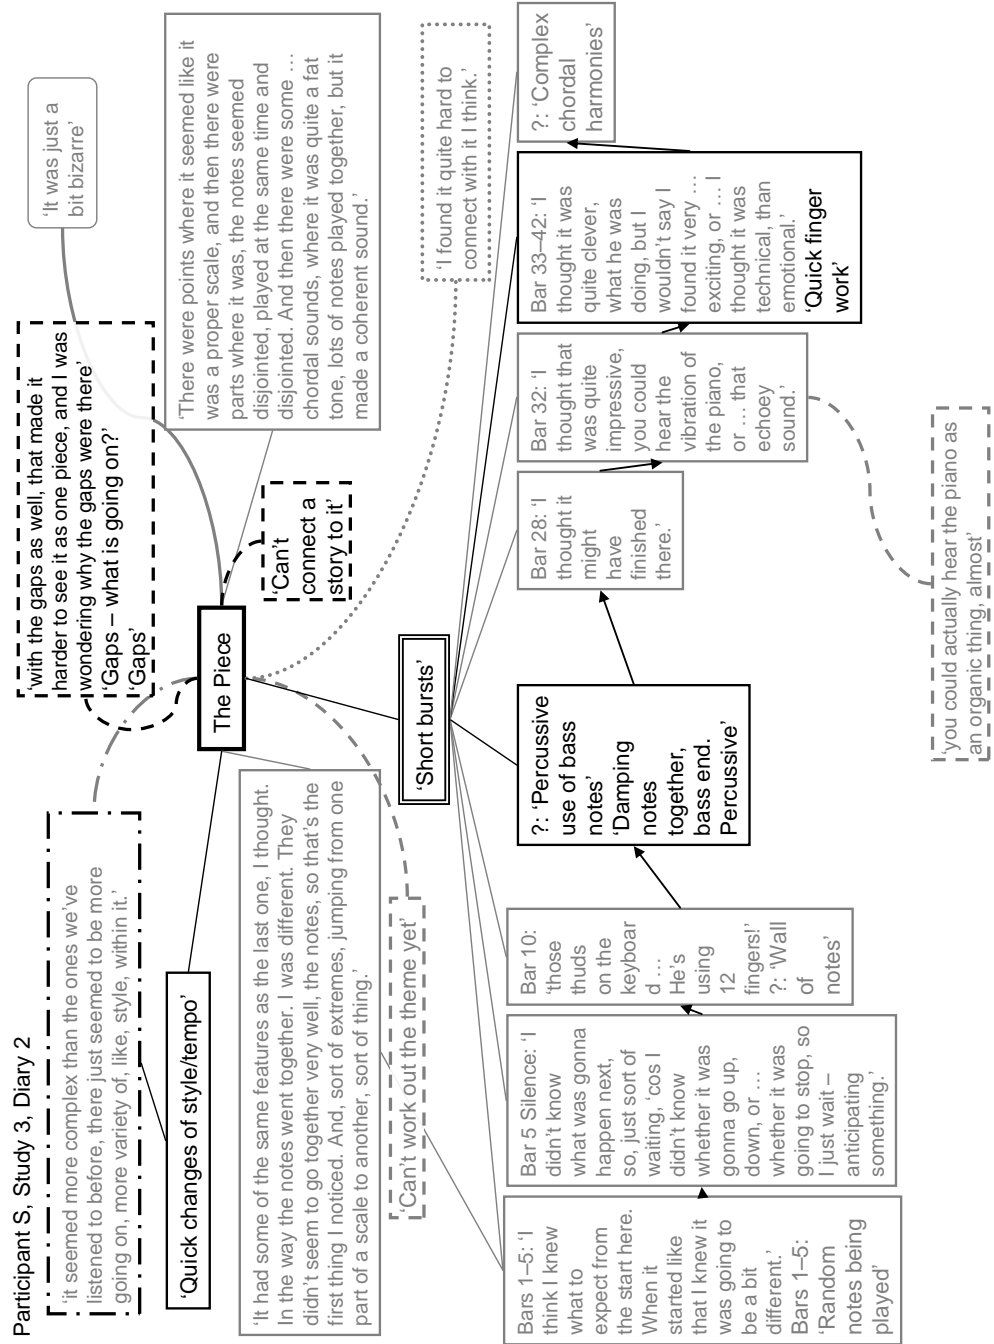 Participant S, Study 3, Diary 2
‘it seemed more complex than the ones we’ve
listened to before, there just seemed to be more
going on, more variety of, like, style, within it.’
‘with the gaps as well, that made it
harder to see it as one piece, and I was
wondering why the gaps were there’
‘Gaps – what is going on?’
‘Gaps’
‘It was just a
bit bizarre’
‘Quick changes of style/tempo’
The Piece
‘Can’t
connect a
story to it’
‘There were points where it seemed like it
was a proper scale, and then there were
parts where it was, the notes seemed
disjointed, played at the same time and
disjointed. And then there were some …
chordal sounds, where it was quite a fat
tone, lots of notes played together, but it
made a coherent sound.’
‘It had some of the same features as the last one, I thought.
In the way the notes went together. I was different. They
didn’t seem to go together very well, the notes, so that’s the
first thing I noticed. And, sort of extremes, jumping from one
part of a scale to another, sort of thing.’
‘Can’t work out the theme yet’
‘Short bursts’
‘I found it quite hard to
connect with it I think.’
Bars 1–5: ‘I
think I knew
what to
expect from
the start here.
When it
started like
that I knew it
was going to
be a bit
different.’
Bars 1–5:
‘Random
notes being
played’
Bar 5 Silence: ‘I
didn’t know
what was gonna
happen next,
so, just sort of
waiting, ‘cos I
didn’t know
whether it was
gonna go up,
down, or …
whether it was
going to stop, so
I just wait –
anticipating
something.’
Bar 10:
‘those
thuds
on the
keyboar
d …
He’s
using
12
fingers!’
?: ‘Wall
of
notes’
?: ‘Percussive
use of bass
notes’
‘Damping
notes
together,
bass end.
Percussive’
Bar 28: ‘I
thought it
might
have
finished
there.’
Bar 32: ‘I
thought that
was quite
impressive,
you could
hear the
vibration of
the piano,
or … that
echoey
sound.’
Bar 33–42: ‘I
thought it was
quite clever,
what he was
doing, but I
wouldn’t say I
found it very …
exciting, or … I
thought it was
technical, than
emotional.’
‘Quick finger
work’
?: ‘Complex
chordal
harmonies’
‘you could actually hear the piano as
an organic thing, almost’